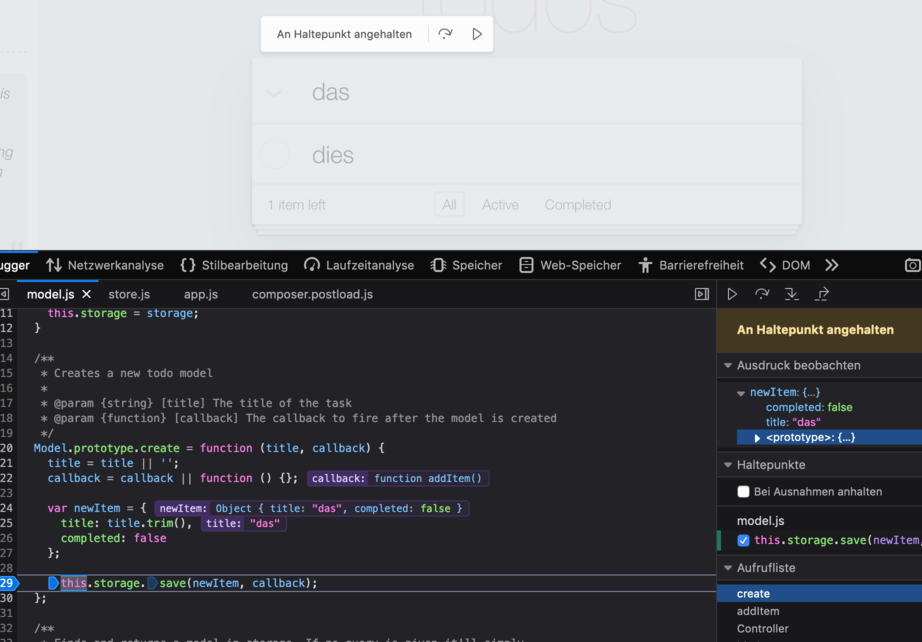 todos
An Haltepunkt angehalten
is
ng
das
dies
1 item left All Active Completed
ugger Netzwerkanalyse {} Stilbearbeitung Laufzeitanalyse Speicher Web-Speicher Barrierefreiheit DOM
model.js store.js app.js composer.postload.js
11 this.storage = storage;
12 }
13
14 /**
15 * Creates a new todo model
16 *
17 * @param {string} [title] The title of the task
18 * @param {function} [callback] The callback to fire after the model is created
19 */
20 Model.prototype.create = function (title, callback) {
21 title = title || '';
22 callback = callback || function () {}; callback: function addItem()
23
24 var newItem = { newItem: Object { title: "das", completed: false }
25 title: title.trim(), title: "das"
26 completed: false
27 };
28
29 this.storage.save(newItem, callback);
30 };
31
32 /**
An Haltepunkt angehalten
Ausdruck beobachten
newItem: {…}
completed: false
title: "das"
<prototype>: {…}
Haltepunkte
Bei Ausnahmen anhalten
model.js
this.storage.save(newItem,
Aufrufliste
create
addItem
Controller